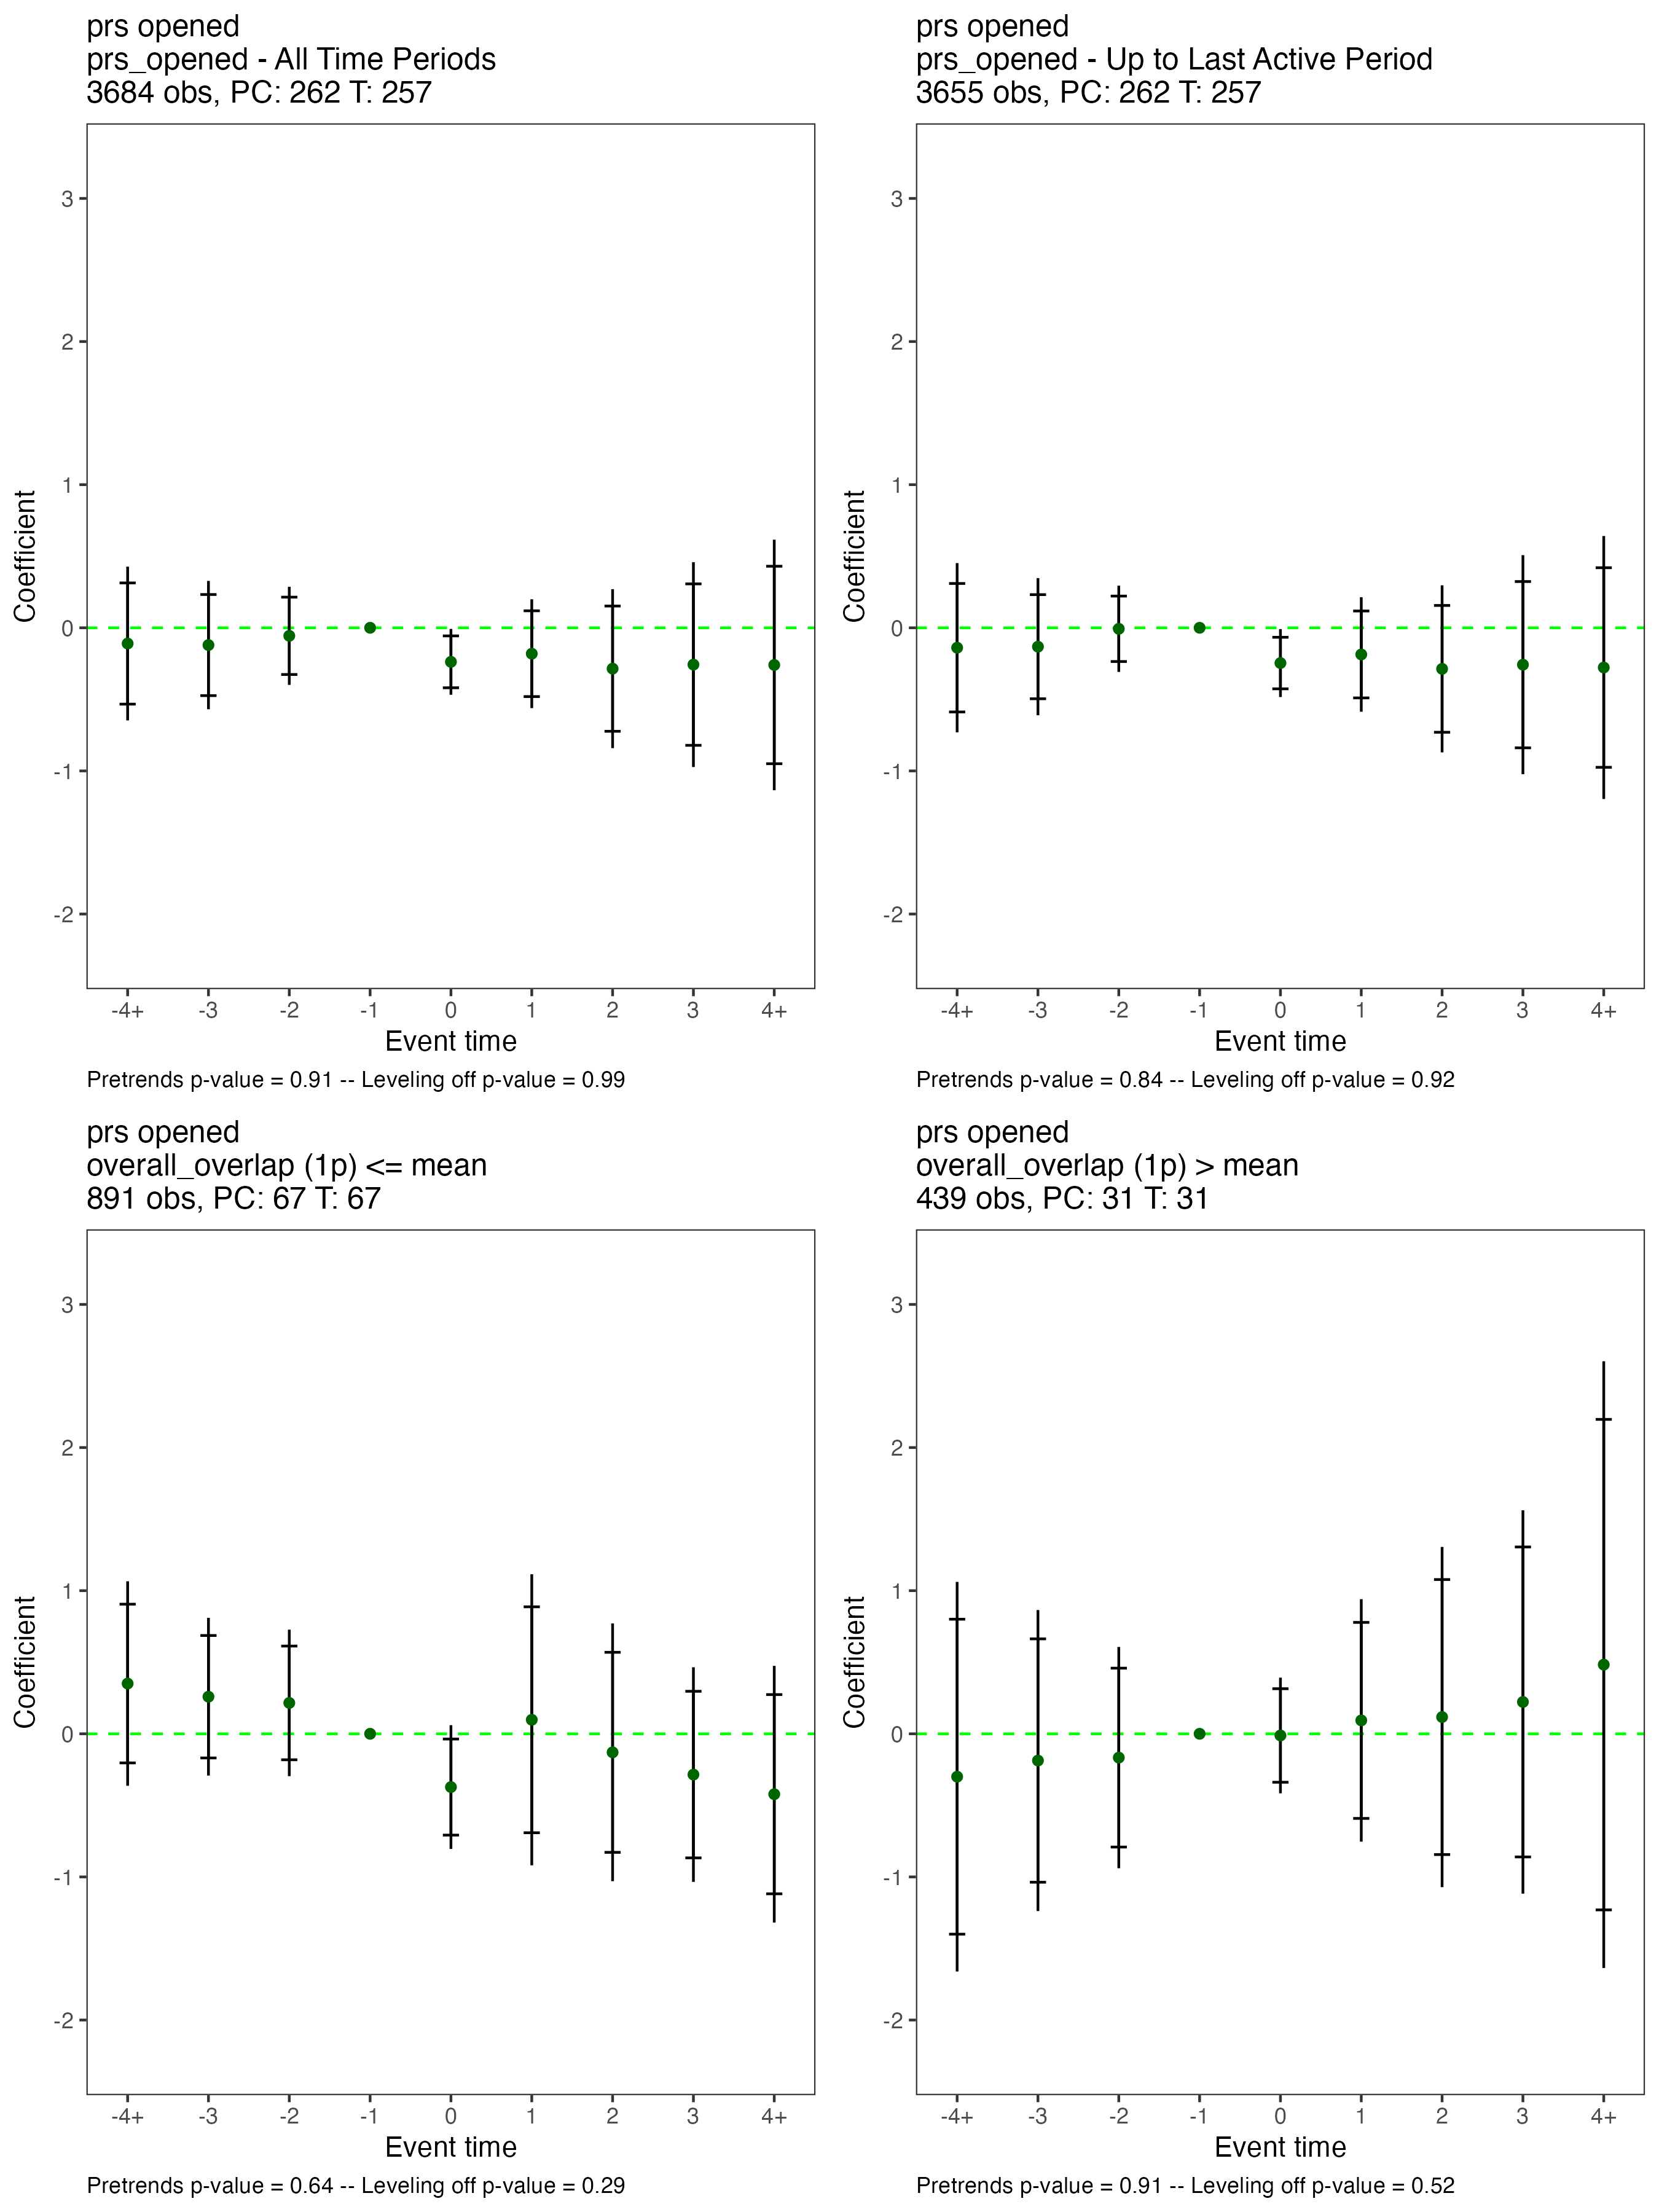 prs opened
prs_opened - All Time Periods
3684 obs, PC: 262 T: 257
3
2
1
0
-1
-2
Coefficient
-4+ -3 -2 -1 0 1 2 3 4+
Event time
Pretrends p-value = 0.91 -- Leveling off p-value = 0.99
prs opened
prs_opened - Up to Last Active Period
3655 obs, PC: 262 T: 257
3
2
1
0
-1
-2
Coefficient
-4+ -3 -2 -1 0 1 2 3 4+
Event time
Pretrends p-value = 0.84 -- Leveling off p-value = 0.92
prs opened
overall_overlap (1p) <= mean
891 obs, PC: 67 T: 67
3
2
1
0
-1
-2
Coefficient
-4+ -3 -2 -1 0 1 2 3 4+
Event time
Pretrends p-value = 0.64 -- Leveling off p-value = 0.29
prs opened
overall_overlap (1p) > mean
439 obs, PC: 31 T: 31
3
2
1
0
-1
-2
Coefficient
-4+ -3 -2 -1 0 1 2 3 4+
Event time
Pretrends p-value = 0.91 -- Leveling off p-value = 0.52